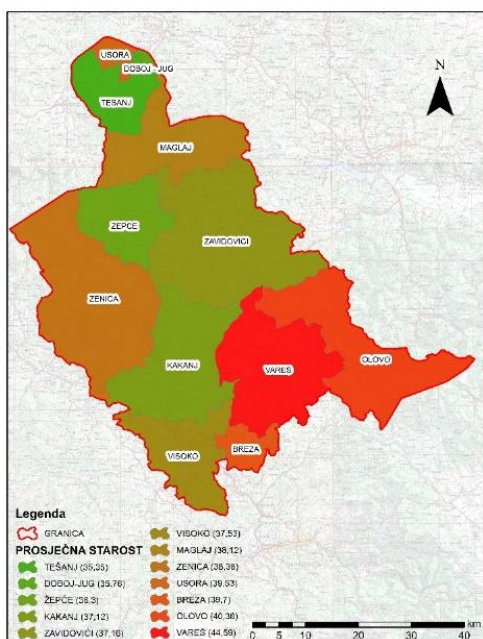 USORA
DOBOJ - JUG
TEŠANJ
N
MAGLAJ
ŽEPČE
ZAVIDOVIĆI
ZENICA
OLOVO
KAKANJ
VAREŠ
BREZA
VISOKO
Legenda
GRANICA
PROSJEČNA STAROST
TEŠANJ (35,35)
DOBOJ-JUG (35,76)
ŽEPČE (36,3)
KAKANJ (37,12)
ZAVIDOVIĆI (37,16)
VISOKO (37,53)
MAGLAJ (38,12)
ZENICA (38,38)
USORA (39,53)
BREZA (39,7)
OLOVO (40,36)
VAREŠ (44,59)
km
0 5 10 20 30 40